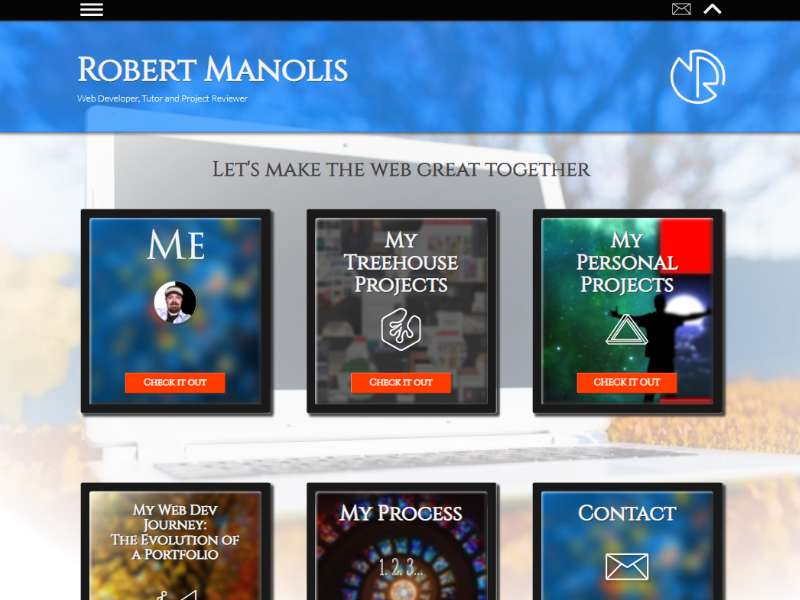 Robert Manolis
Web Developer, Tutor and Project Reviewer
Let's make the web great together
Me
Check it out
My
Treehouse
Projects
Check it out
My
Personal
Projects
Check it out
My Web Dev
Journey:
The Evolution of
a Portfolio
My Process
1, 2, 3...
Contact